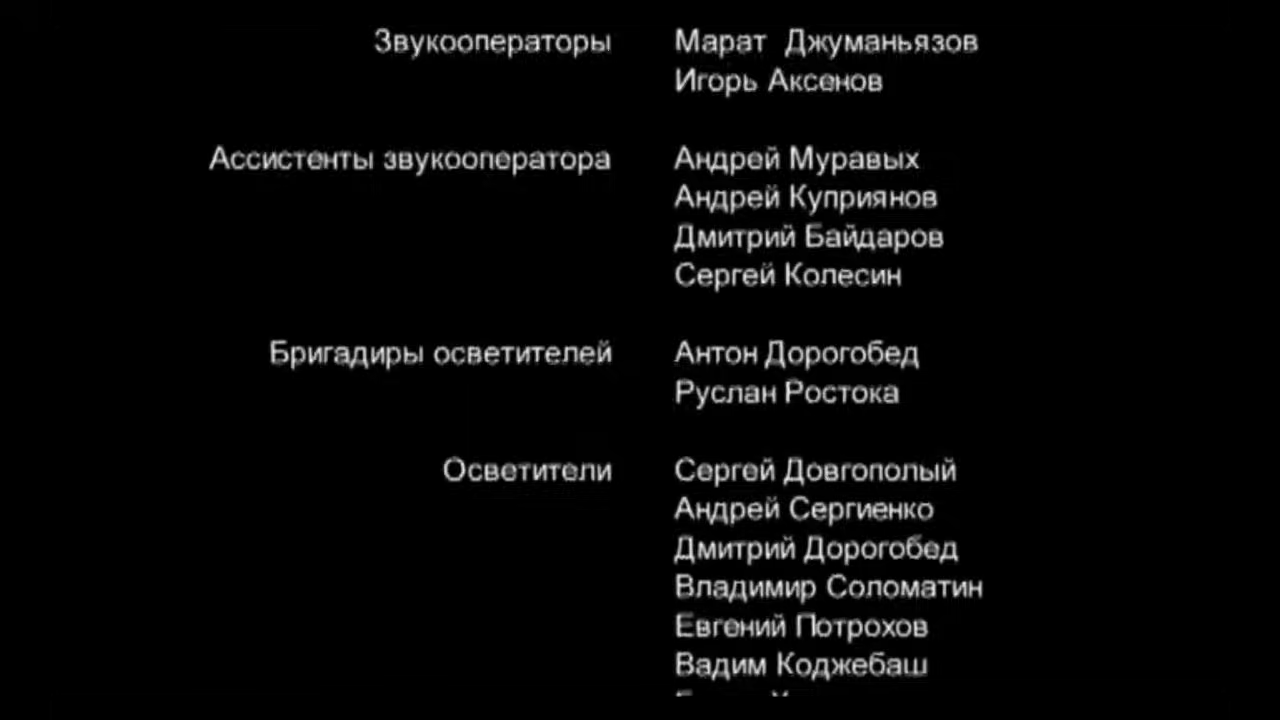 Звукооператоры Марат Джуманьязов
Игорь Аксенов
Ассистенты звукооператора Андрей Муравых
Андрей Куприянов
Дмитрий Байдаров
Сергей Колесин
Бригадиры осветителей Антон Дорогобед
Руслан Ростока
Осветители Сергей Довгополый
Андрей Сергиенко
Дмитрий Дорогобед
Владимир Соломатин
Евгений Потрохов
Вадим Коджебаш